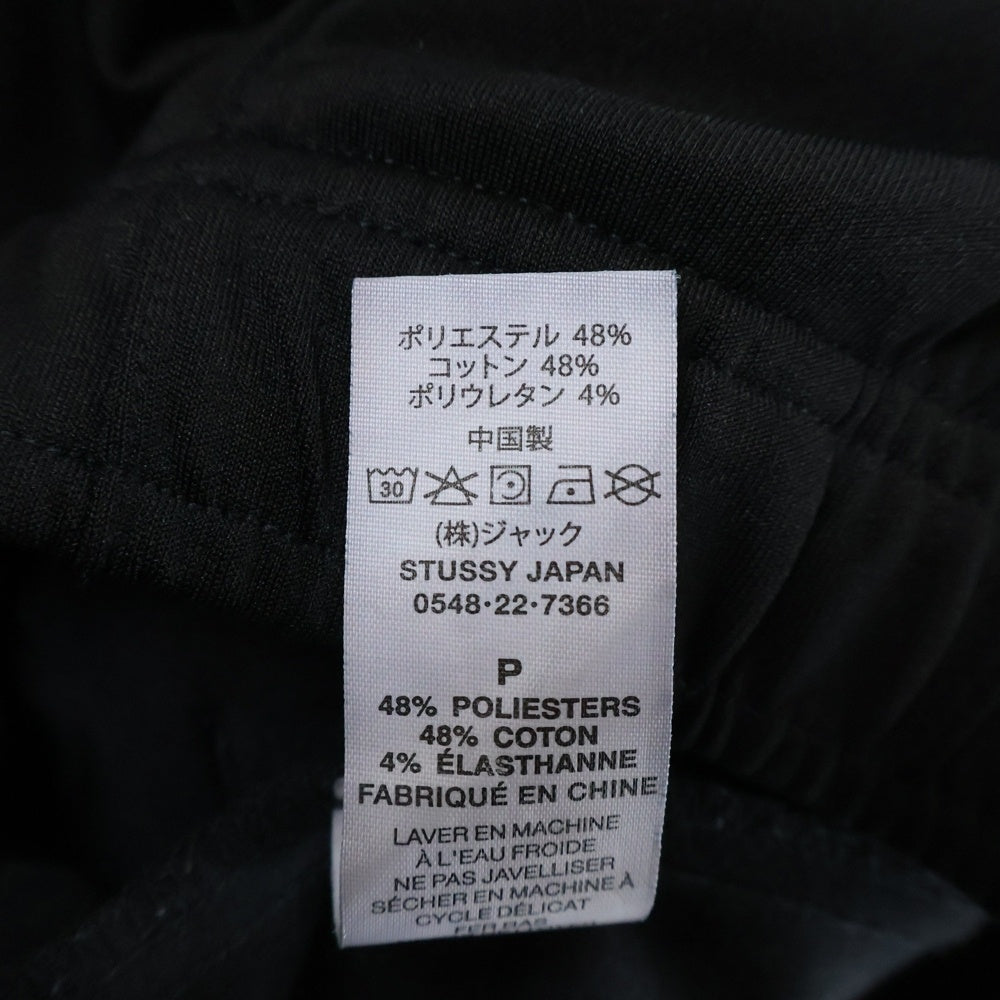 ポリエステル 48%
コットン 48%
ポリウレタン 4%
中国製
30
(株)ジャック
STUSSY JAPAN
0548·22·7366
P
48% POLIESTERS
48% COTON
4% ÉLASTHANNE
FABRIQUÉ EN CHINE
LAVER EN MACHINE
À L'EAU FROIDE
NE PAS JAVELLISER
SÉCHER EN MACHINE À
CYCLE DÉLICAT
FER BAS